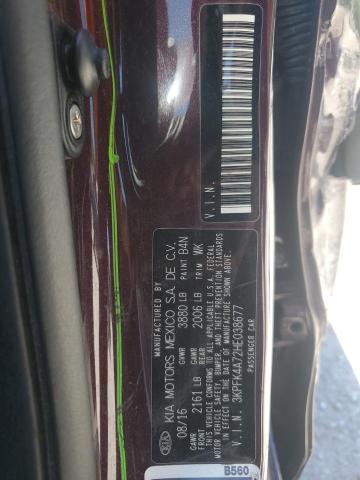 MANUFACTURED BY
KIA KIA MOTORS MEXICO S.A. DE C.V.
08/16 GVWR 3880 LB PAINT B4N
GAWR FRONT 2161 LB GAWR REAR 2006 LB TRIM WK
THIS VEHICLE CONFORMS TO ALL APPLICABLE U.S.A. FEDERAL
MOTOR VEHICLE SAFETY, BUMPER, AND THEFT PREVENTION STANDARDS
IN EFFECT ON THE DATE OF MANUFACTURE SHOWN ABOVE.
V.I.N. 3KPFK4A72HE038677
PASSENGER CAR
V.I.N.
B560